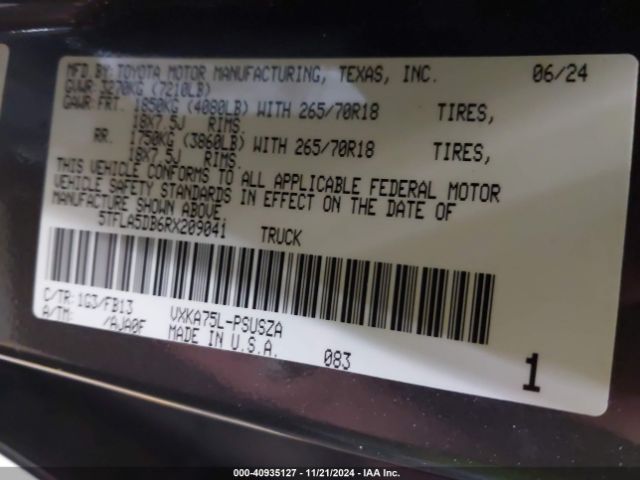 MFD BY: TOYOTA MOTOR MANUFACTURING, TEXAS, INC. 06/24
GVWR 3270KG (7210LB)
GAWR: FRT. 1850KG (4080LB) WITH 265/70R18 TIRES,
18X7.5J RIMS.
RR. 1750KG (3860LB) WITH 265/70R18 TIRES,
18X7.5J RIMS.
THIS VEHICLE CONFORMS TO ALL APPLICABLE FEDERAL MOTOR
VEHICLE SAFETY STANDARDS IN EFFECT ON THE DATE OF
MANUFACTURE SHOWN ABOVE
5TFLA5DB6RX209041 TRUCK
C/TR: 1G3/FB13 VXKA75L-PSUSZA
A/TM: /AJA0F MADE IN U.S.A. 083 1
000-40935127 - 11/21/2024 - IAA Inc.